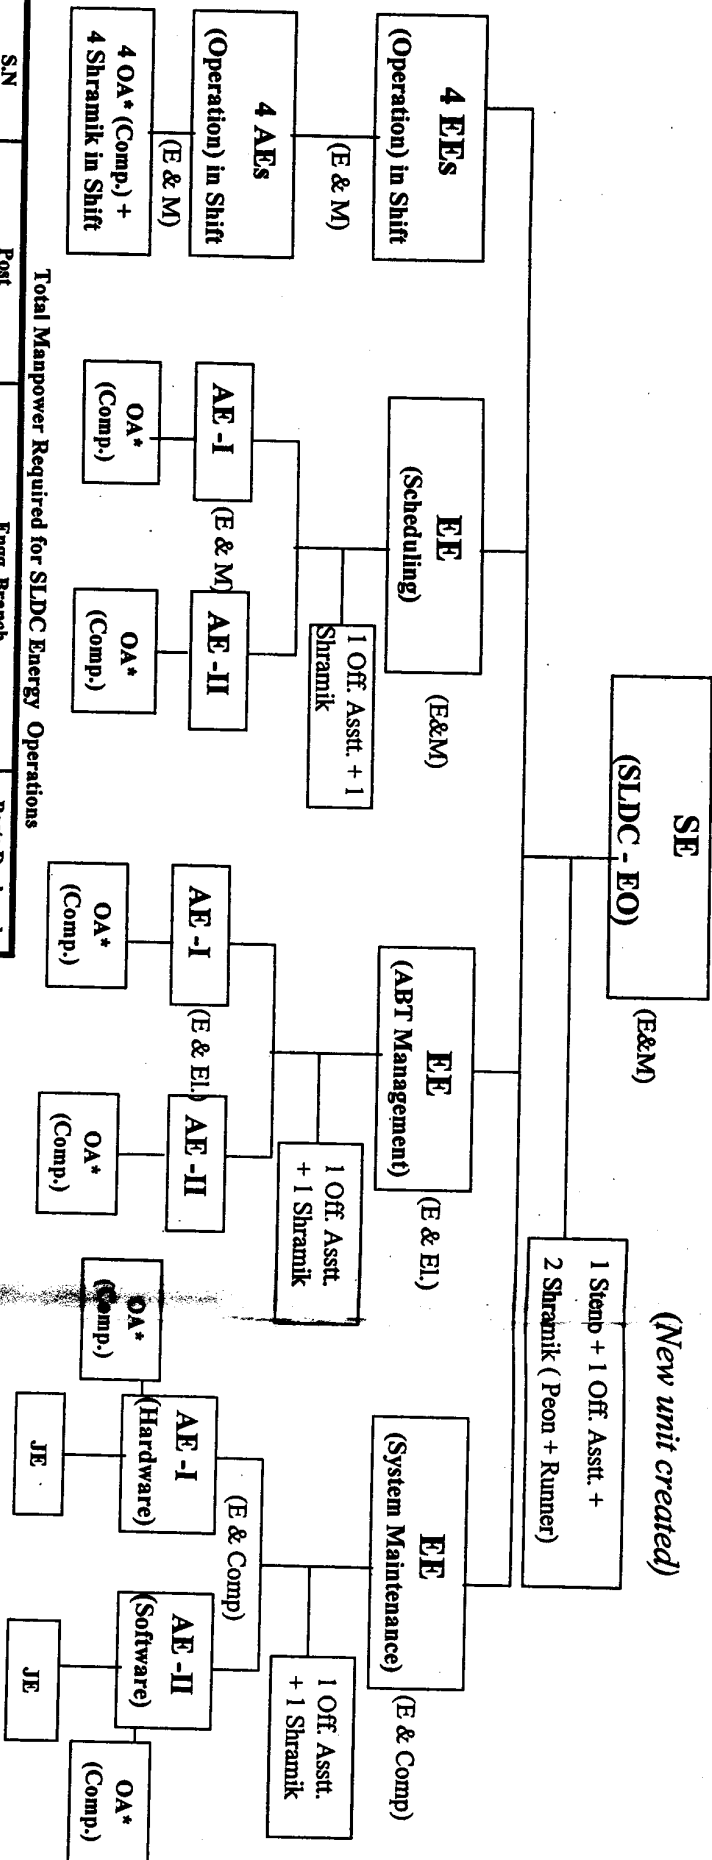 (New unit created)
SE
(SLDC - EO)
(E&M)
1 Steno + 1 Off. Asstt. +
2 Shramik ( Peon + Runner)
4 EEs
(Operation) in Shift
(E & M)
4 AEs
(Operation) in Shift
(E & M)
4 OA* (Comp.) +
4 Shramik in Shift
EE
(Scheduling)
(E&M)
1 Off. Asstt. + 1
Shramik
AE -I
(E & M)
AE -II
OA*
(Comp.)
OA*
(Comp.)
EE
(ABT Management)
(E & El.)
1 Off. Asstt.
+ 1 Shramik
AE -I
(E & El.)
AE -II
OA*
(Comp.)
OA*
(Comp.)
EE
(System Maintenance)
(E & Comp)
1 Off. Asstt.
+ 1 Shramik
(E & Comp)
AE -I
(Hardware)
AE -II
(Software)
OA*
(Comp.)
JE
JE
OA*
(Comp.)
Total Manpower Required for SLDC Energy Operations
S.N
Post
Engg. Branch